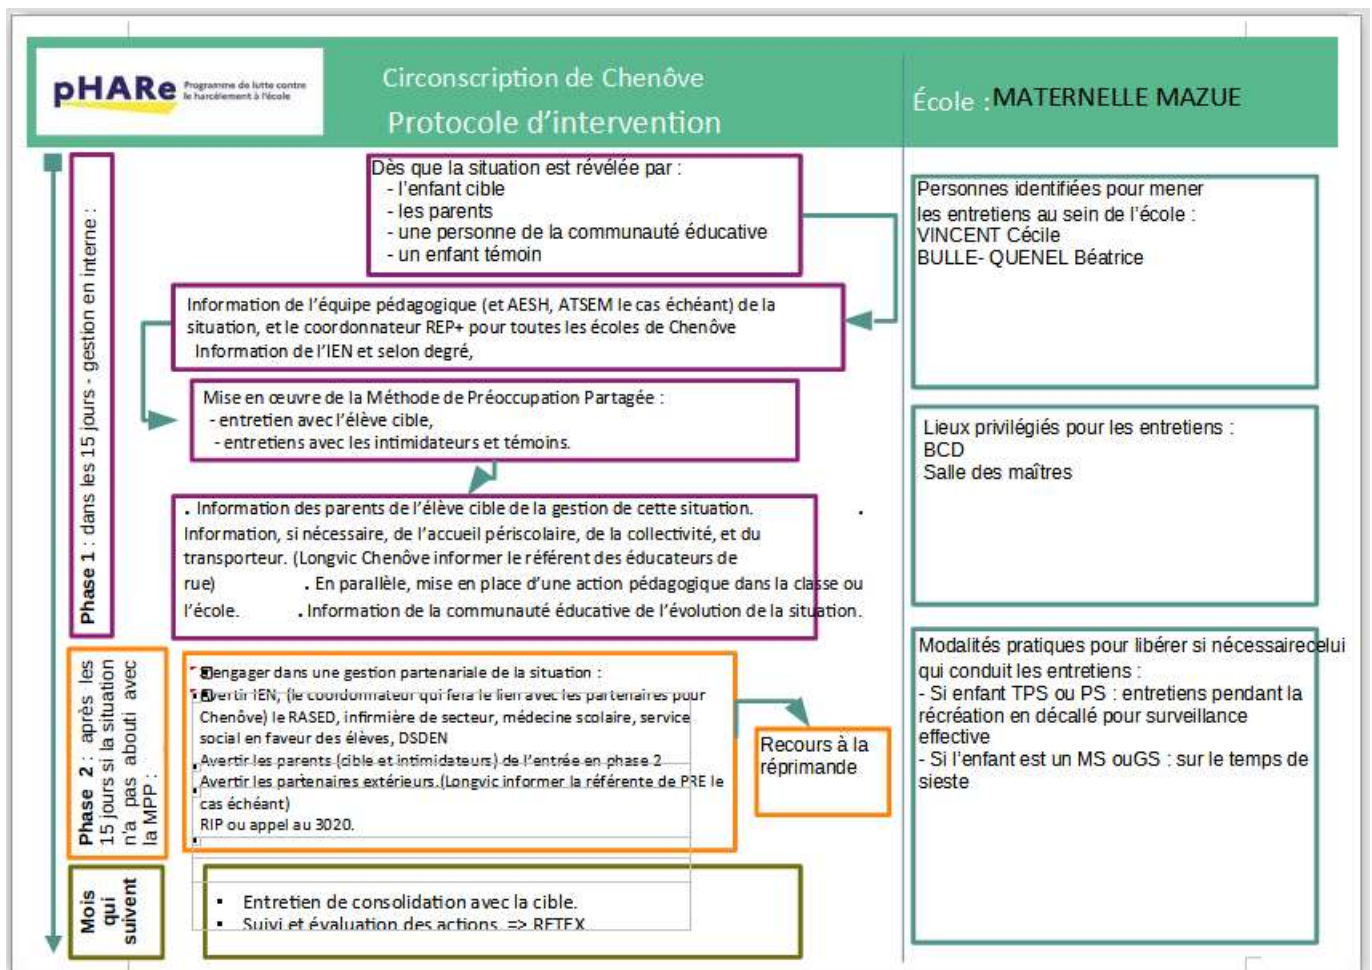 pHARe
Programme de lutte contre
le harcèlement à l'école
Circonscription de Chenôve
Protocole d'intervention
École : MATERNELLE MAZUE
Phase 1 : dans les 15 jours - gestion en interne :
Dès que la situation est révélée par :
- l'enfant cible
- les parents
- une personne de la communauté éducative
- un enfant témoin
Information de l'équipe pédagogique (et AESH, ATSEM le cas échéant) de la
situation, et le coordonnateur REP+ pour toutes les écoles de Chenôve
Information de l'IEN et selon degré,
Mise en œuvre de la Méthode de Préoccupation Partagée :
- entretien avec l'élève cible,
- entretiens avec les intimidateurs et témoins.
. Information des parents de l'élève cible de la gestion de cette situation. .
Information, si nécessaire, de l'accueil périscolaire, de la collectivité, et du
transporteur. (Longvic Chenôve informer le référent des éducateurs de
rue) . En parallèle, mise en place d'une action pédagogique dans la classe ou
l'école. . Information de la communauté éducative de l'évolution de la situation.
Phase 2 : après les
15 jours si la situation
n'a pas abouti avec
la MPP :
engager dans une gestion partenariale de la situation :
vertir IEN, (le coordonnateur qui fera le lien avec les partenaires pour
Chenôve) le RASED, infirmière de secteur, médecine scolaire, service
social en faveur des élèves, DSDEN
Avertir les parents (cible et intimidateurs) de l'entrée en phase 2
Avertir les partenaires extérieurs.(Longvic informer la référente de PRE le
cas échéant)
RIP ou appel au 3020.
Recours à la
réprimande
Mois
qui
suivent
▪ Entretien de consolidation avec la cible.
▪ Suivi et évaluation des actions. => RETEX
Personnes identifiées pour mener
les entretiens au sein de l'école :
VINCENT Cécile
BULLE- QUENEL Béatrice
Lieux privilégiés pour les entretiens :
BCD
Salle des maîtres
Modalités pratiques pour libérer si nécessairecelui
qui conduit les entretiens :
- Si enfant TPS ou PS : entretiens pendant la
récréation en décallé pour surveillance
effective
- Si l'enfant est un MS ouGS : sur le temps de
sieste